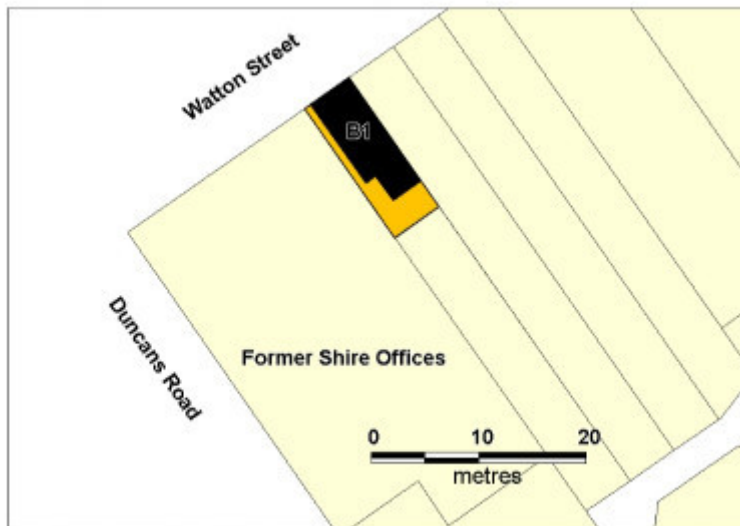 Watton Street
B1
Duncans Road
Former Shire Offices
0 10 20
metres